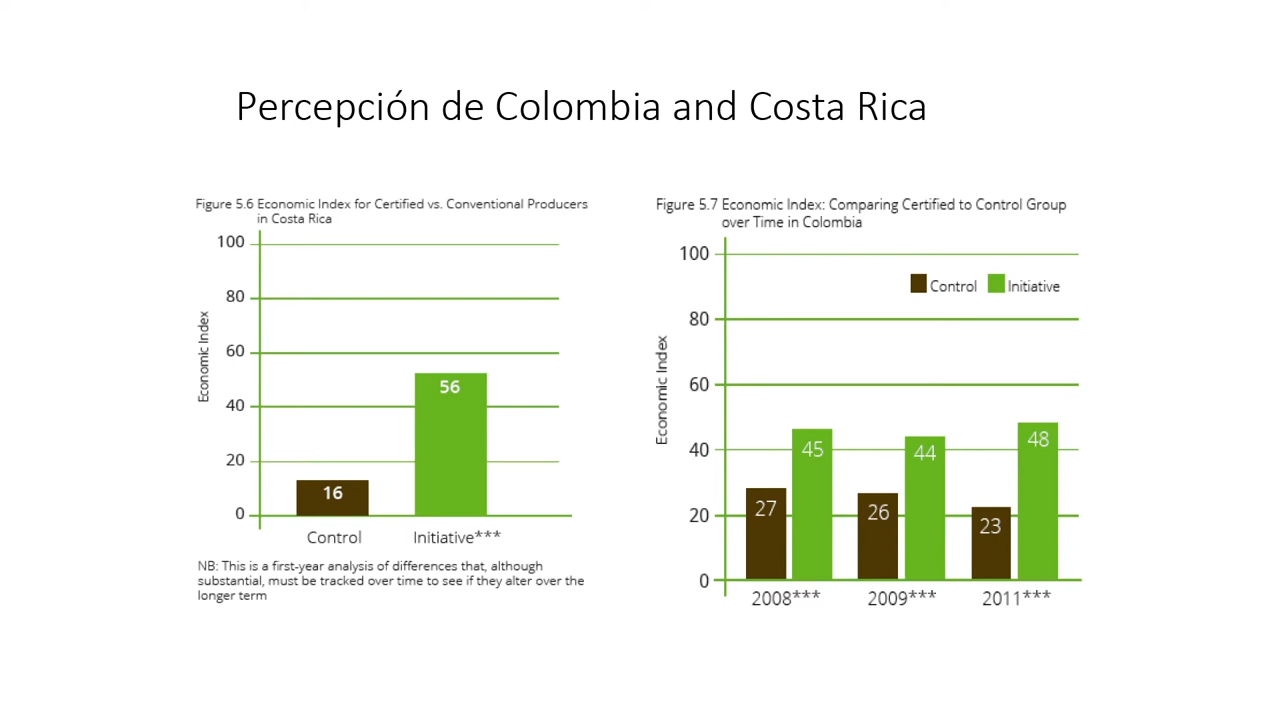 Percepción de Colombia and Costa Rica
Figure 5.6 Economic Index for Certified vs. Conventional Producers
in Costa Rica
100
80
60
40
20
0
Economic Index
16
56
Control
Initiative***
NB: This is a first-year analysis of differences that, although
substantial, must be tracked over time to see if they alter over the
longer term
Figure 5.7 Economic Index: Comparing Certified to Control Group
over Time in Colombia
100
80
60
40
20
0
Economic Index
Control
Initiative
27
45
26
44
23
48
2008***
2009***
2011***